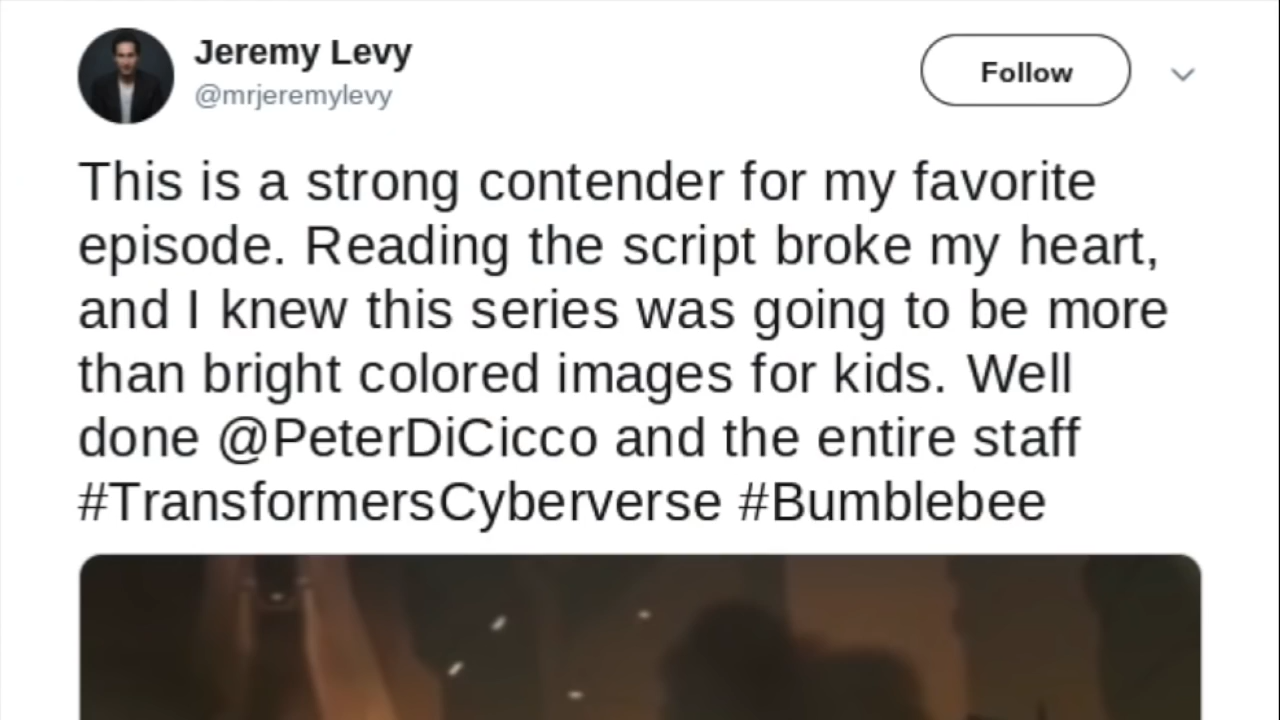 Jeremy Levy
@mrjeremylevy
Follow
This is a strong contender for my favorite
episode. Reading the script broke my heart,
and I knew this series was going to be more
than bright colored images for kids. Well
done @PeterDiCicco and the entire staff
#TransformersCyberverse #Bumblebee